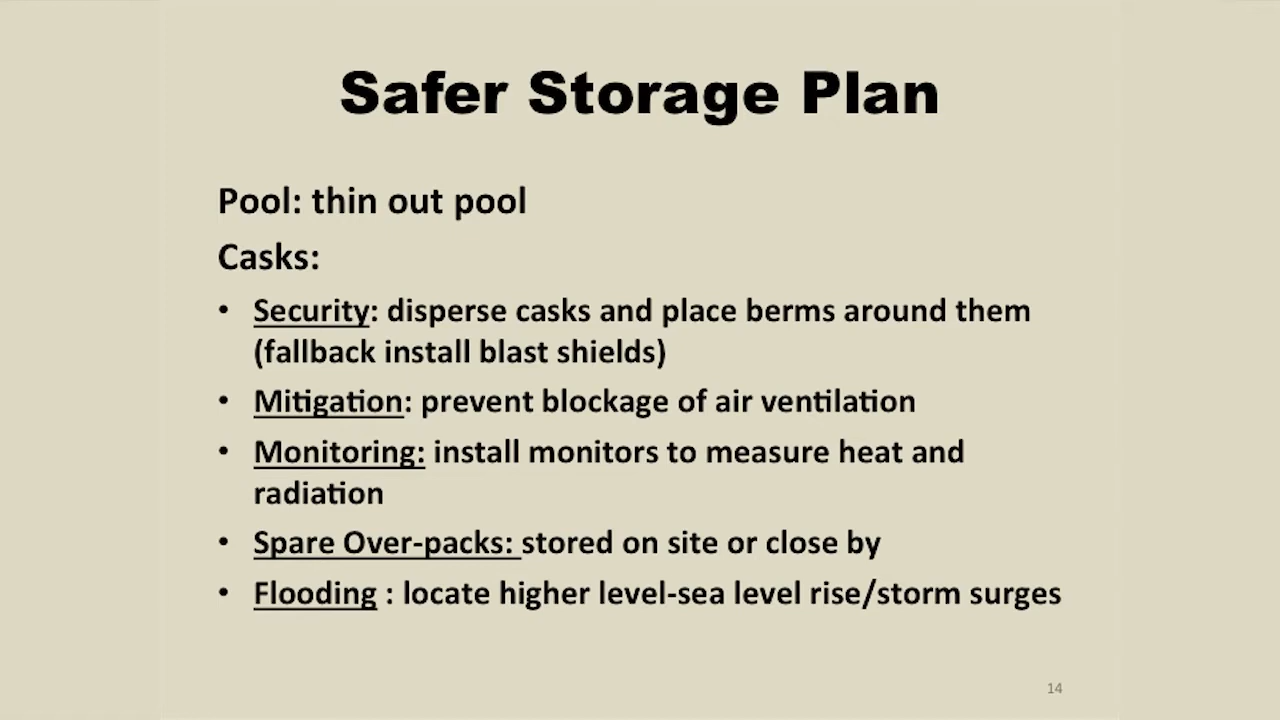 Safer Storage Plan
Pool: thin out pool
Casks:
• Security: disperse casks and place berms around them
(fallback install blast shields)
• Mitigation: prevent blockage of air ventilation
• Monitoring: install monitors to measure heat and
radiation
• Spare Over-packs: stored on site or close by
• Flooding : locate higher level-sea level rise/storm surges
14